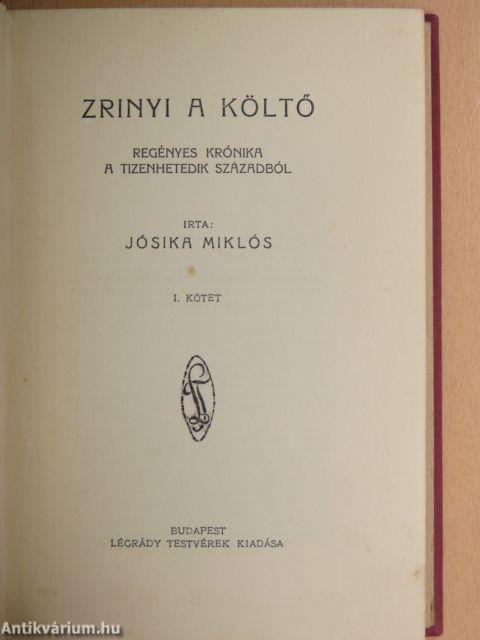 ZRINYI A KÖLTŐ
REGÉNYES KRÓNIKA
A TIZENHETEDIK SZÁZADBÓL
IRTA:
JÓSIKA MIKLÓS
I. KÖTET
BUDAPEST
LÉGRÁDY TESTVÉREK KIADÁSA
Antikvárium.hu